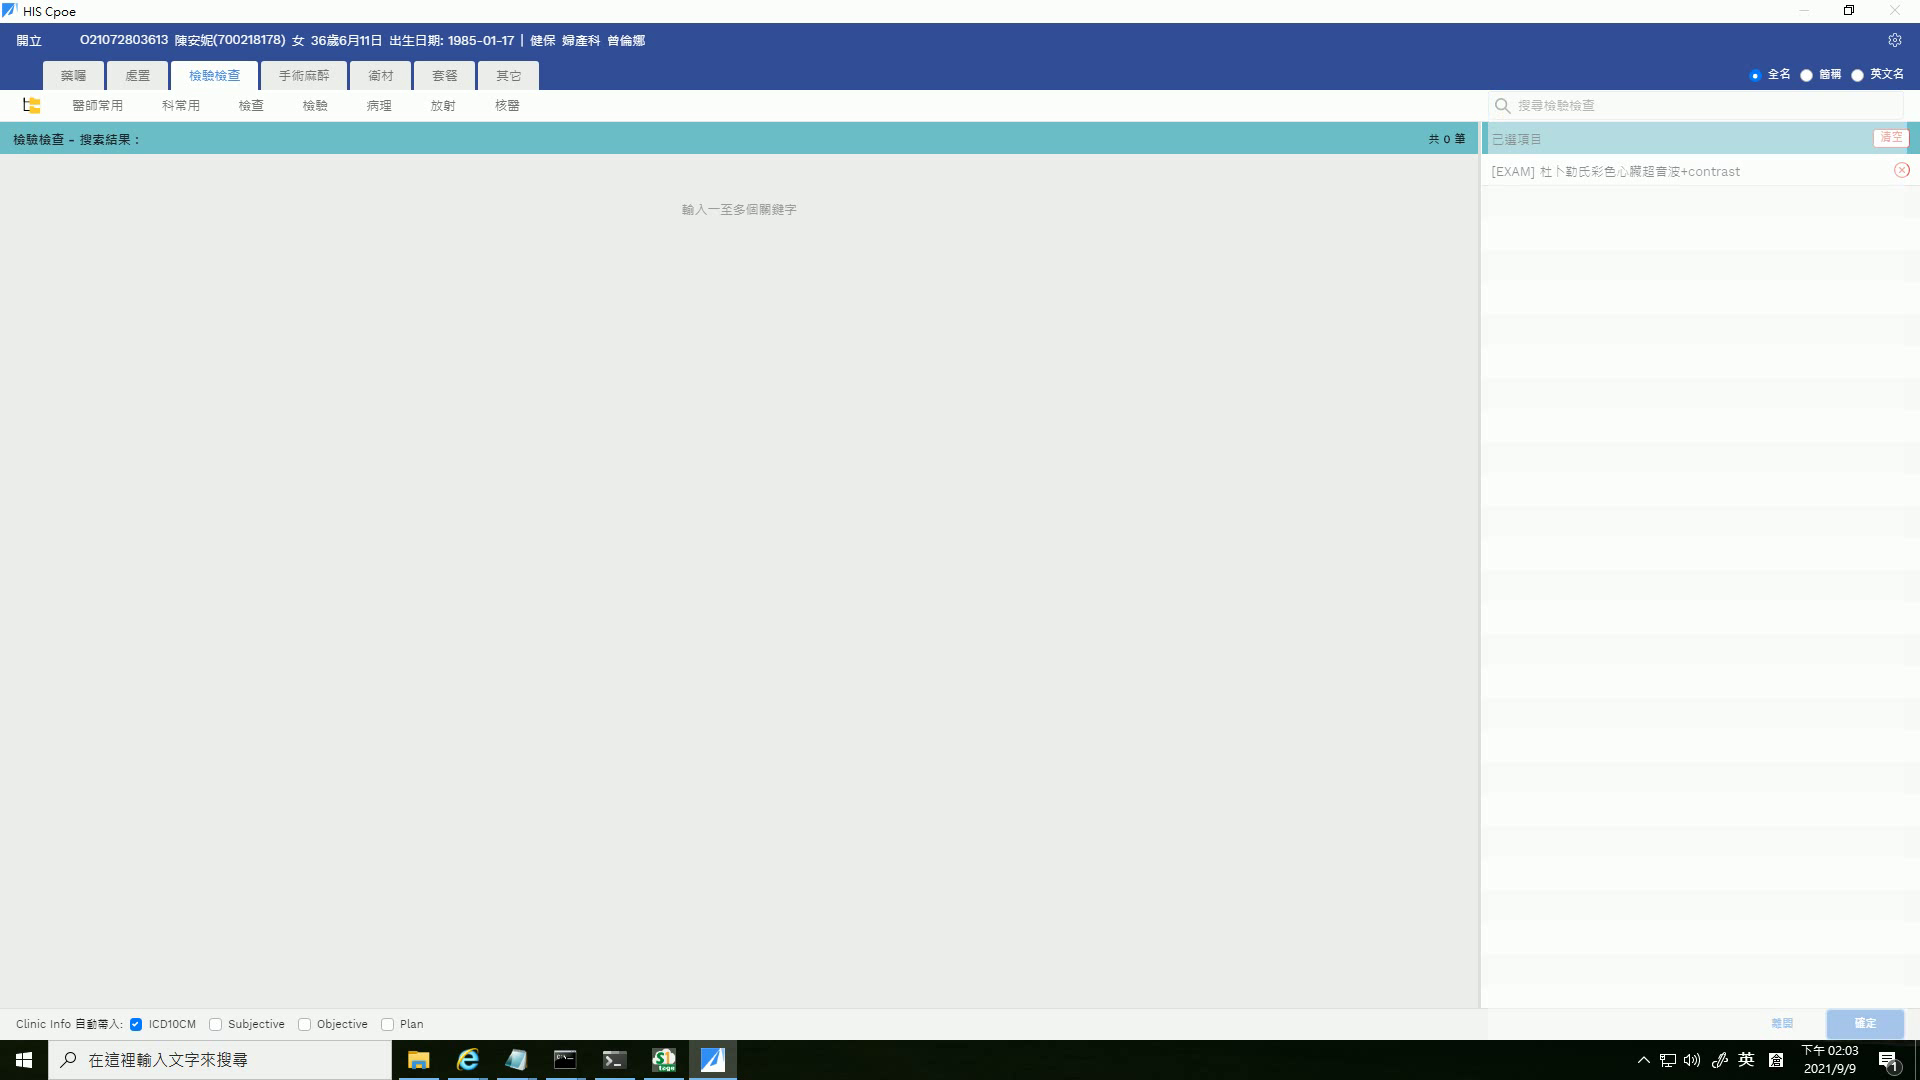 HIS Cpoe
開立 O21072803613 陳安妮(700218178) 女 36歲6月11日 出生日期: 1985-01-17 | 健保 婦產科 曾倫娜
藥囑 處置 檢驗檢查 手術麻醉 衛材 套餐 其它 全名 簡稱 英文名
醫師常用 科常用 檢查 檢驗 病理 放射 核醫 搜尋檢驗檢查
檢驗檢查 - 搜索結果 : 共 0 筆 已選項目 清空
[EXAM] 杜卜勒氏彩色心臟超音波+contrast
輸入一至多個關鍵字
Clinic Info 自動帶入: ICD10CM Subjective Objective Plan 離開 確定
在這裡輸入文字來搜尋 英 下午 02:03
2021/9/9 1